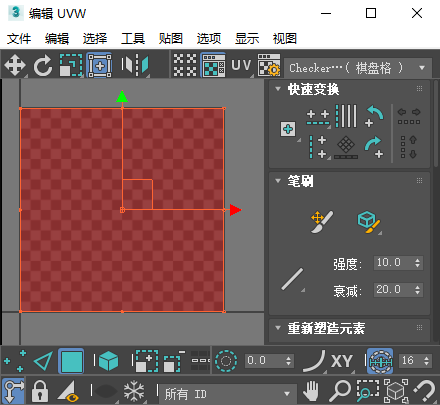 3 编辑 UVW
文件 编辑 选择 工具 贴图 选项 显示 视图
UV Checker...( 棋盘格 )
快速变换
笔刷
强度: 10.0
衰减: 20.0
重新塑造元素
0.0 XY 16
所有 ID